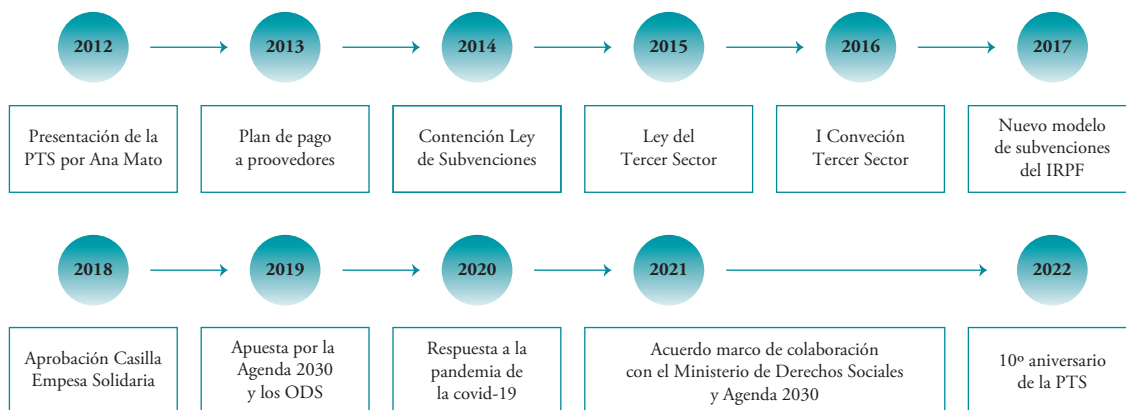 2012
2013
2014
2015
2016
2017
Presentación de la
PTS por Ana Mato
Plan de pago
a proovedores
Contención Ley
de Subvenciones
Ley del
Tercer Sector
I Conveción
Tercer Sector
Nuevo modelo
de subvenciones
del IRPF
2018
2019
2020
2021
2022
Aprobación Casilla
Empesa Solidaria
Apuesta por la
Agenda 2030
y los ODS
Respuesta a la
pandemia de
la covid-19
Acuerdo marco de colaboración
con el Ministerio de Derechos Sociales
y Agenda 2030
10º aniversario
de la PTS